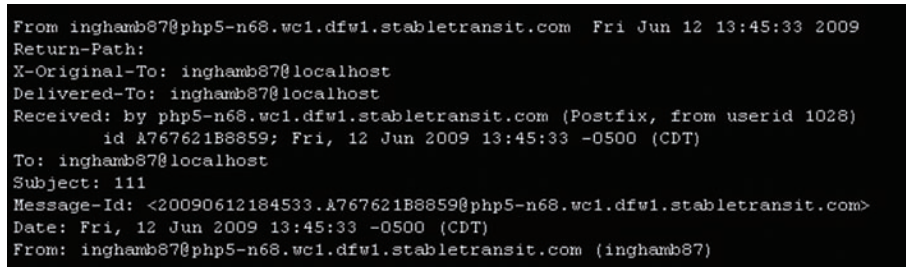 From inghamb87@php5-n68.wc1.dfw1.stabletransit.com  Fri Jun 12 13:45:33 2009
Return-Path:
X-Original-To: inghamb87@localhost
Delivered-To: inghamb87@localhost
Received: by php5-n68.wc1.dfw1.stabletransit.com (Postfix, from userid 1028)
        id A767621B8859; Fri, 12 Jun 2009 13:45:33 -0500 (CDT)
To: inghamb87@localhost
Subject: 111
Message-Id: <20090612184533.A767621B8859@php5-n68.wc1.dfw1.stabletransit.com>
Date: Fri, 12 Jun 2009 13:45:33 -0500 (CDT)
From: inghamb87@php5-n68.wc1.dfw1.stabletransit.com (inghamb87)